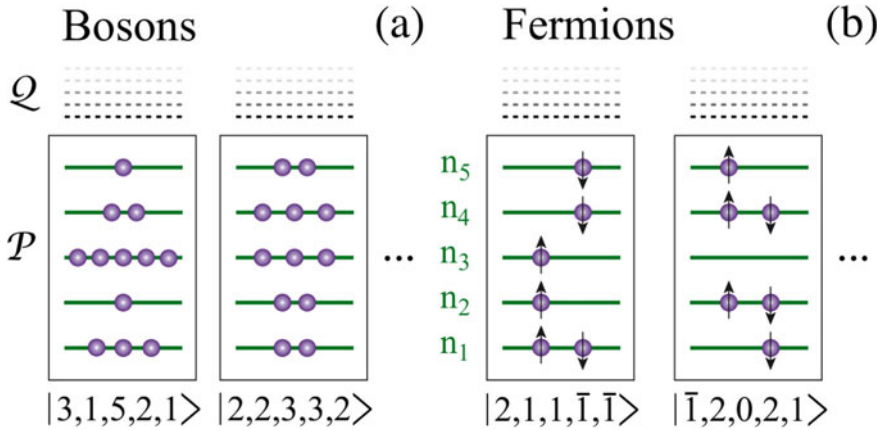 Bosons (a) Fermions (b)
𝒬
𝒫
n₅
n₄
n₃
n₂
n₁
...
...
|3,1,5,2,1> |2,2,3,3,2> |2,1,1,1̄,1̄> |1̄,2,0,2,1>